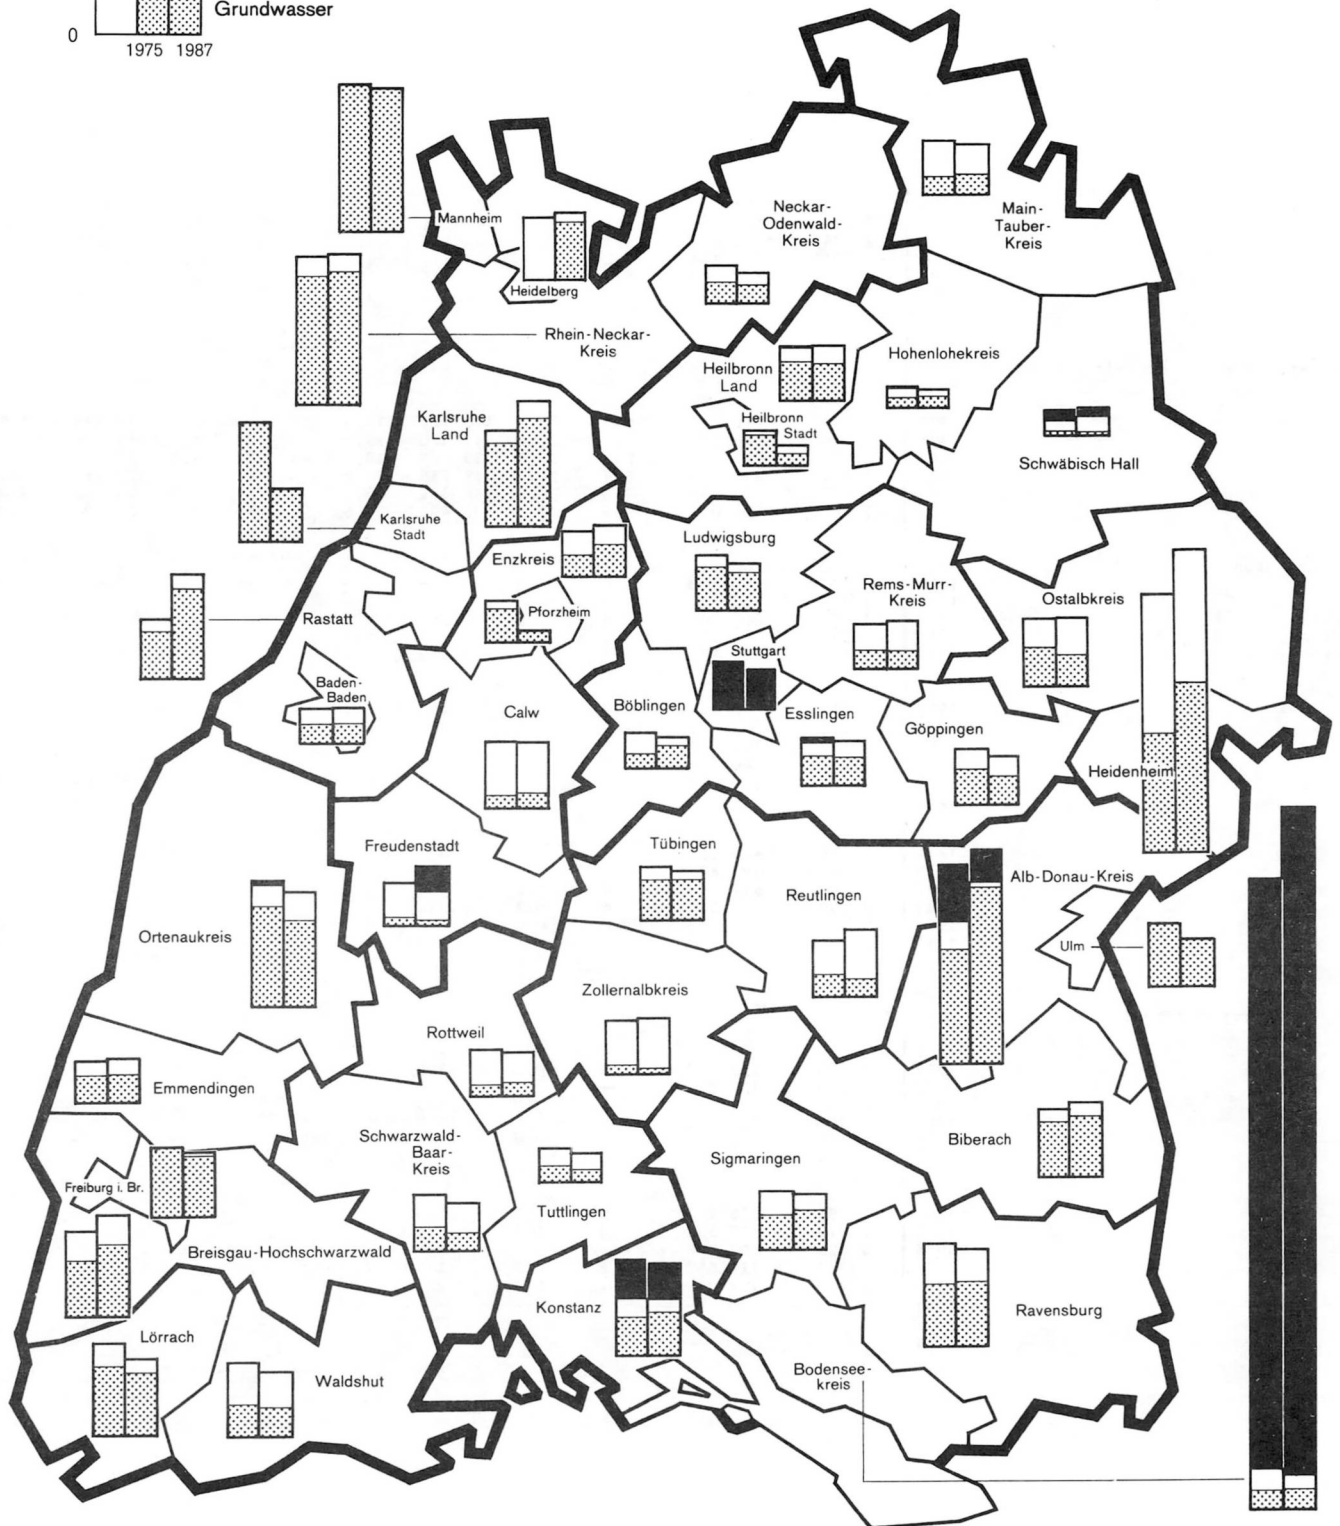 Grundwasser
0
1975 1987
Mannheim
Heidelberg
Rhein-Neckar-
Kreis
Neckar-
Odenwald-
Kreis
Main-
Tauber-
Kreis
Heilbronn
Land
Heilbronn
Stadt
Hohenlohekreis
Schwäbisch Hall
Karlsruhe
Land
Karlsruhe
Stadt
Enzkreis
Pforzheim
Ludwigsburg
Rems-Murr-
Kreis
Ostalbkreis
Rastatt
Baden-
Baden
Calw
Böblingen
Stuttgart
Esslingen
Göppingen
Heidenheim
Freudenstadt
Tübingen
Reutlingen
Alb-Donau-Kreis
Ulm
Ortenaukreis
Zollernalbkreis
Rottweil
Emmendingen
Schwarzwald-
Baar-
Kreis
Biberach
Sigmaringen
Freiburg i. Br.
Tuttlingen
Breisgau-Hochschwarzwald
Konstanz
Ravensburg
Lörrach
Waldshut
Bodensee-
kreis